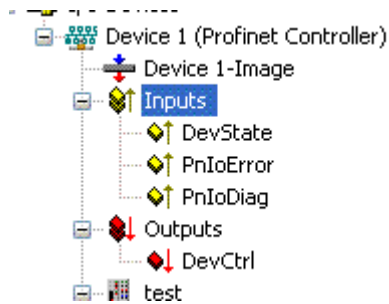 Device 1 (Profinet Controller)
Device 1-Image
Inputs
DevState
PnIoError
PnIoDiag
Outputs
DevCtrl
test